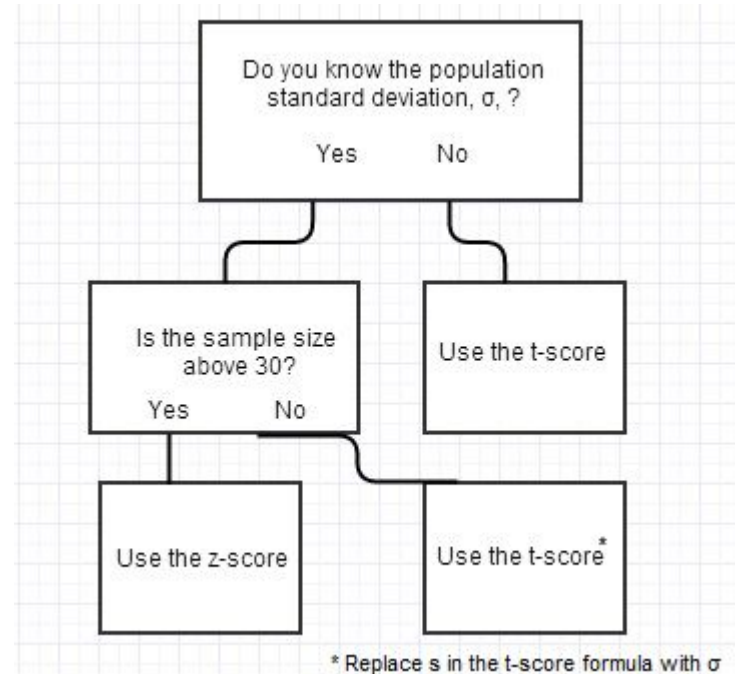 Do you know the population
standard deviation, σ, ?
Yes No
Is the sample size
above 30?
Yes No
Use the t-score
Use the z-score
Use the t-score*
* Replace s in the t-score formula with σ